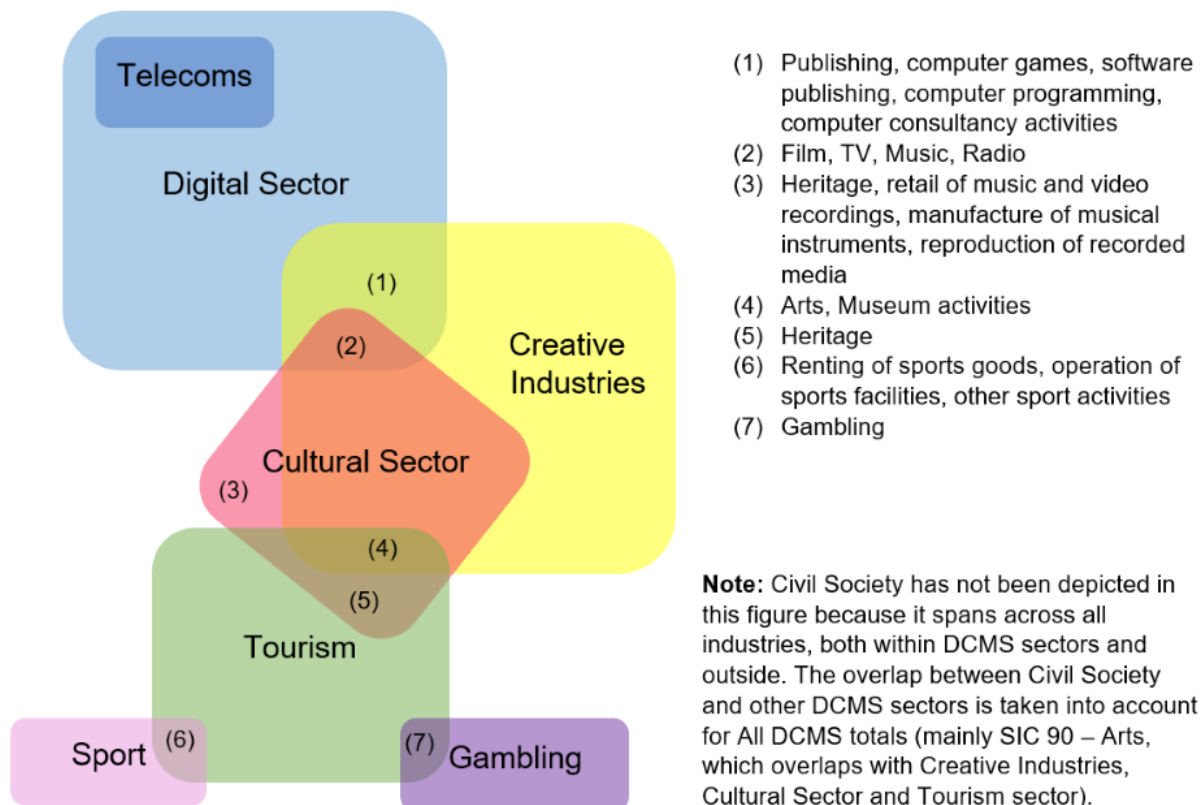 Telecoms
Digital Sector
(1)
(2)
Creative
Industries
Cultural Sector
(3)
(4)
(5)
Tourism
Sport
(6)
(7)
Gambling
(1) Publishing, computer games, software
publishing, computer programming,
computer consultancy activities
(2) Film, TV, Music, Radio
(3) Heritage, retail of music and video
recordings, manufacture of musical
instruments, reproduction of recorded
media
(4) Arts, Museum activities
(5) Heritage
(6) Renting of sports goods, operation of
sports facilities, other sport activities
(7) Gambling
Note: Civil Society has not been depicted in
this figure because it spans across all
industries, both within DCMS sectors and
outside. The overlap between Civil Society
and other DCMS sectors is taken into account
for All DCMS totals (mainly SIC 90 – Arts,
which overlaps with Creative Industries,
Cultural Sector and Tourism sector).